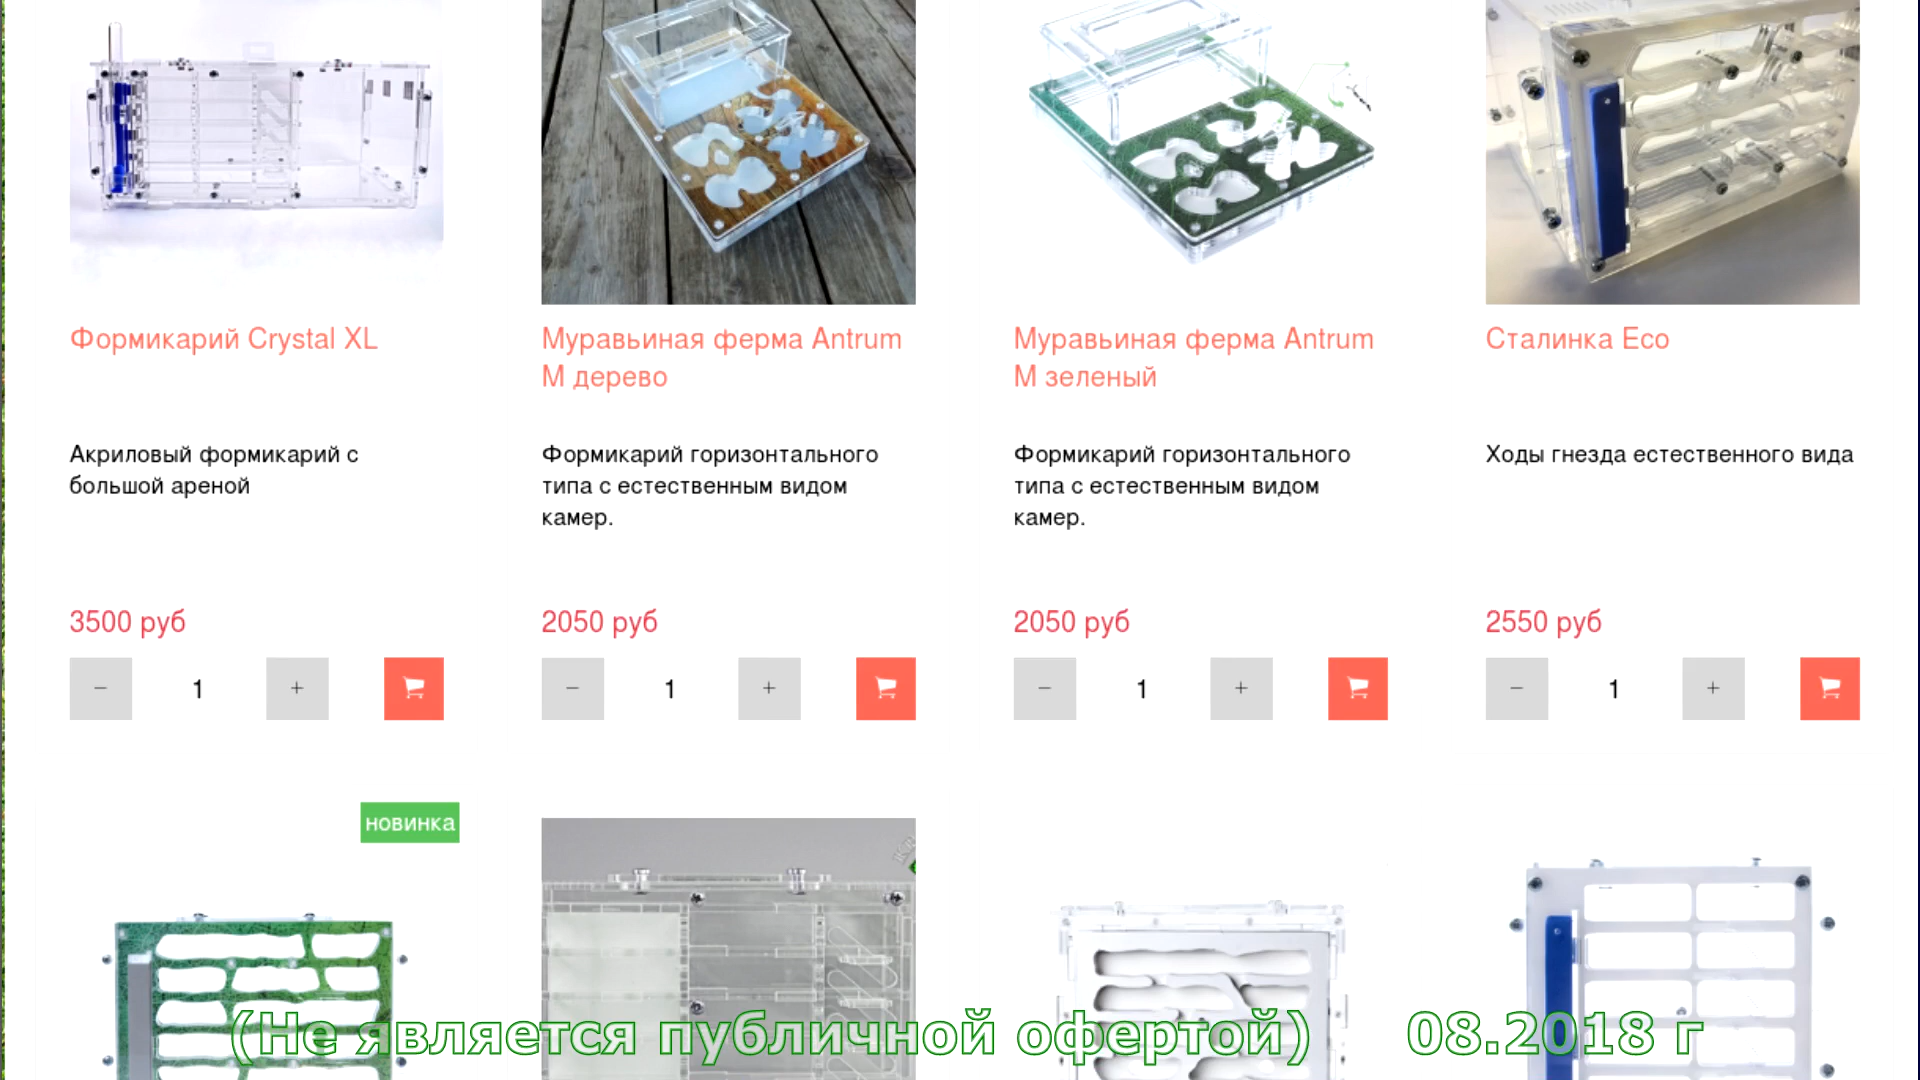 Формикарий Crystal XL
Акриловый формикарий с
большой ареной
3500 руб
− 1 +
Муравьиная ферма Antrum
M дерево
Формикарий горизонтального
типа с естественным видом
камер.
2050 руб
− 1 +
Муравьиная ферма Antrum
M зеленый
Формикарий горизонтального
типа с естественным видом
камер.
2050 руб
− 1 +
Сталинка Eco
Ходы гнезда естественного вида
2550 руб
− 1 +
новинка
(Не является публичной офертой) 08.2018 г